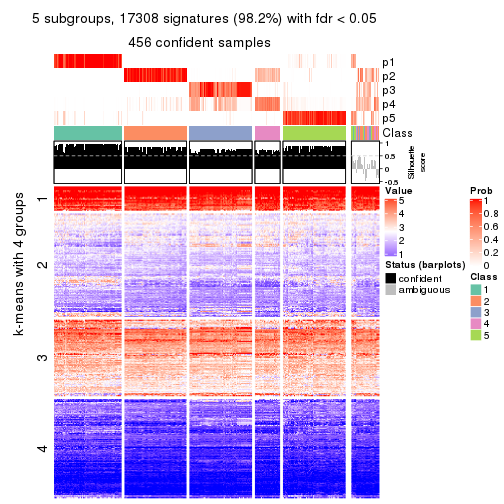 5 subgroups, 17308 signatures (98.2%) with fdr < 0.05
456 confident samples
p1
p2
p3
p4
p5
Class
1
0.5
0
-0.5
Silhouette
score
k-means with 4 groups
1
2
3
4
Value
5
4
3
2
1
Status (barplots)
confident
ambiguous
Prob
1
0.8
0.6
0.4
0.2
0
Class
1
2
3
4
5